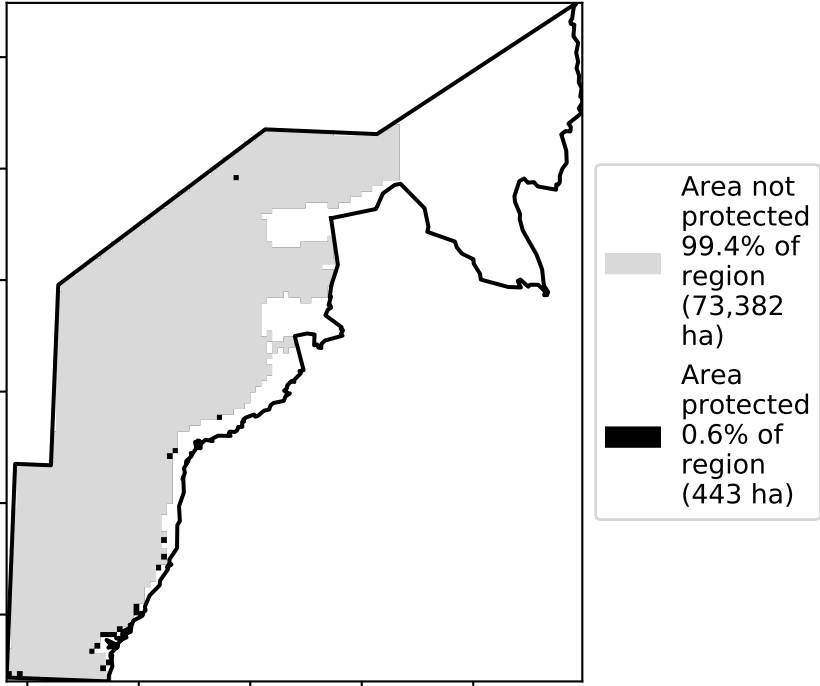 Area not
protected
99.4% of
region
(73,382
ha)
Area
protected
0.6% of
region
(443 ha)